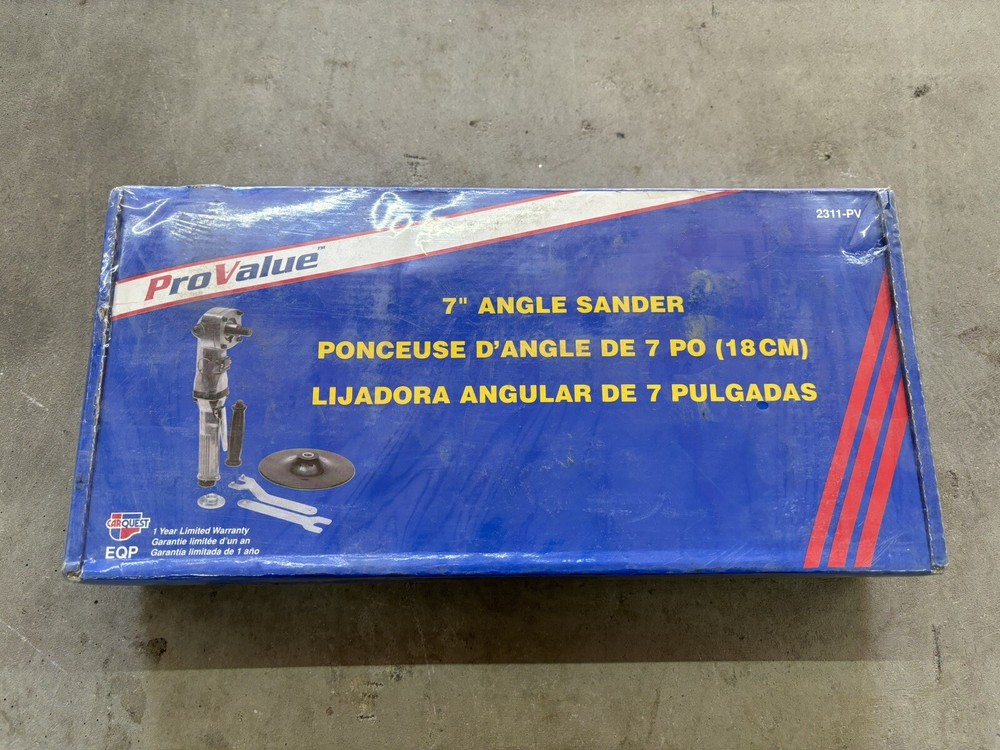 2311-PV
ProValue™
7" ANGLE SANDER
PONCEUSE D'ANGLE DE 7 PO (18CM)
LIJADORA ANGULAR DE 7 PULGADAS
CARQUEST
EQP
1 Year Limited Warranty
Garantie limitée d'un an
Garantía limitada de 1 año